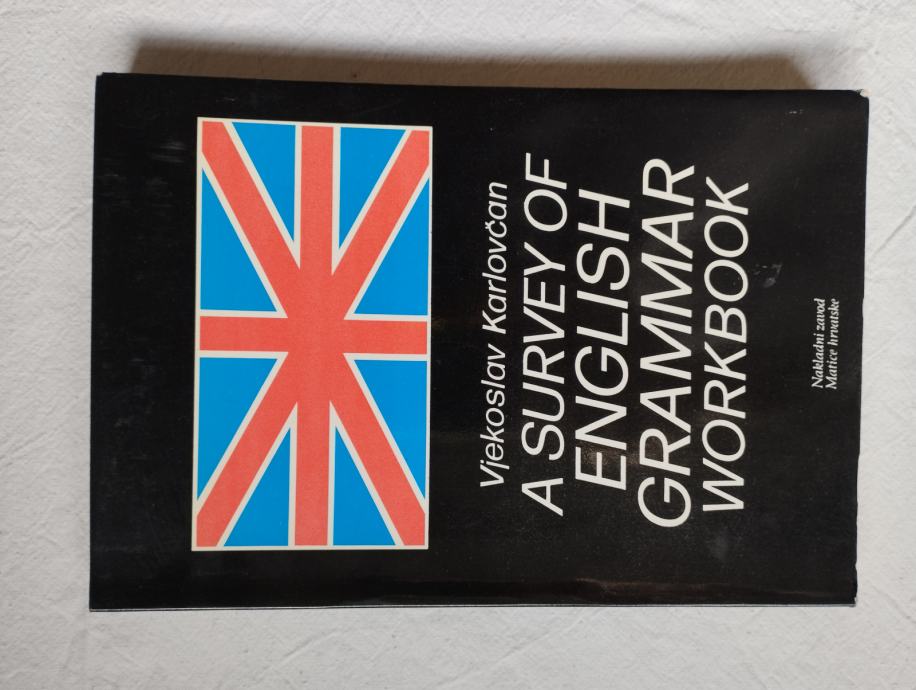 Vjekoslav Karlovčan
A SURVEY OF
ENGLISH
GRAMMAR
WORKBOOK
Nakladni zavod
Matice hrvatske